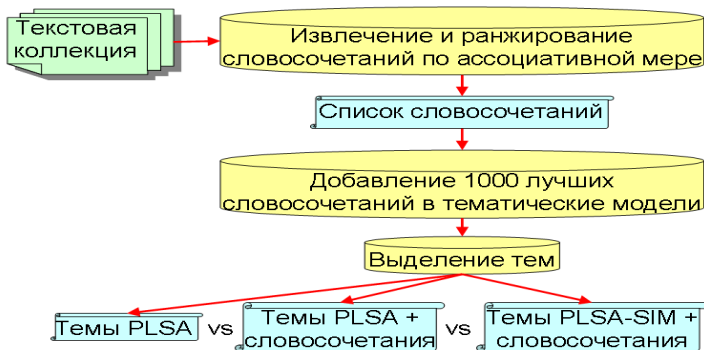 Текстовая
коллекция
Извлечение и ранжирование
словосочетаний по ассоциативной мере
Список словосочетаний
Добавление 1000 лучших
словосочетаний в тематические модели
Выделение тем
Темы PLSA vs Темы PLSA + vs Темы PLSA-SIM +
словосочетания словосочетания